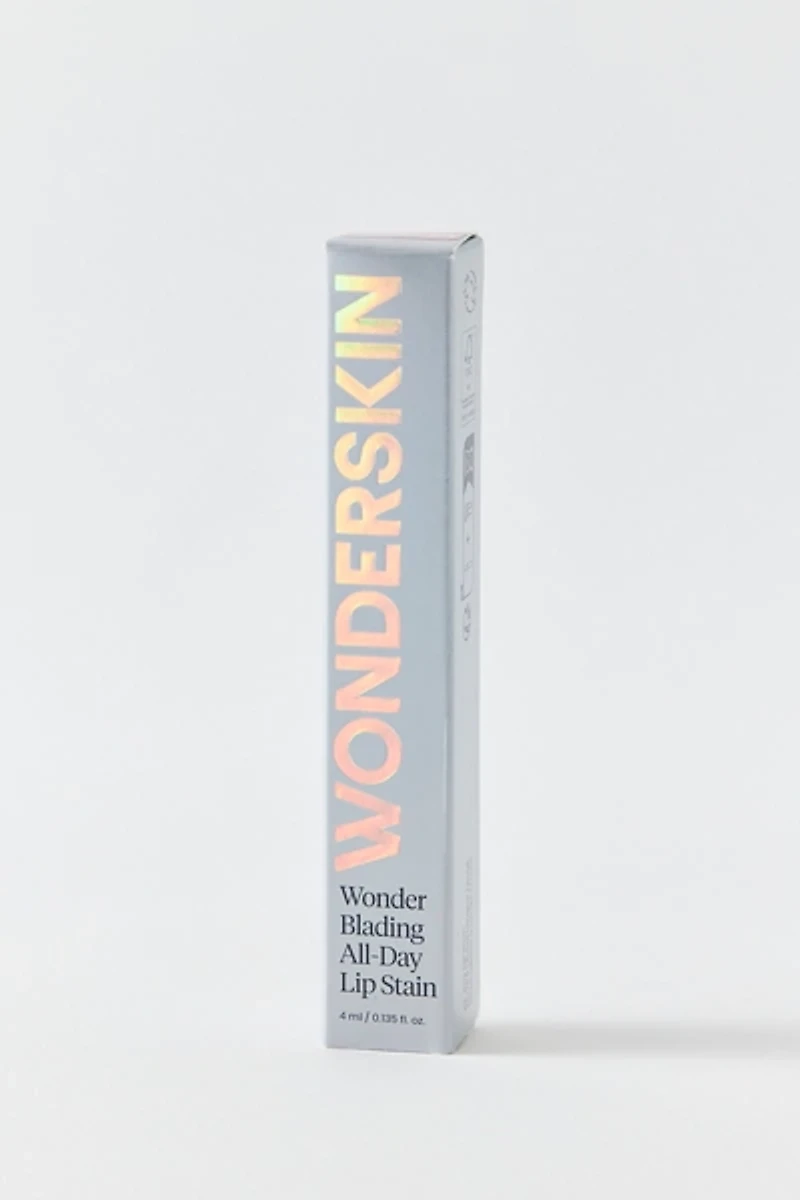 WONDERSKIN
Wonder
Blading
All-Day
Lip Stain
4 ml / 0.135 fl. oz.